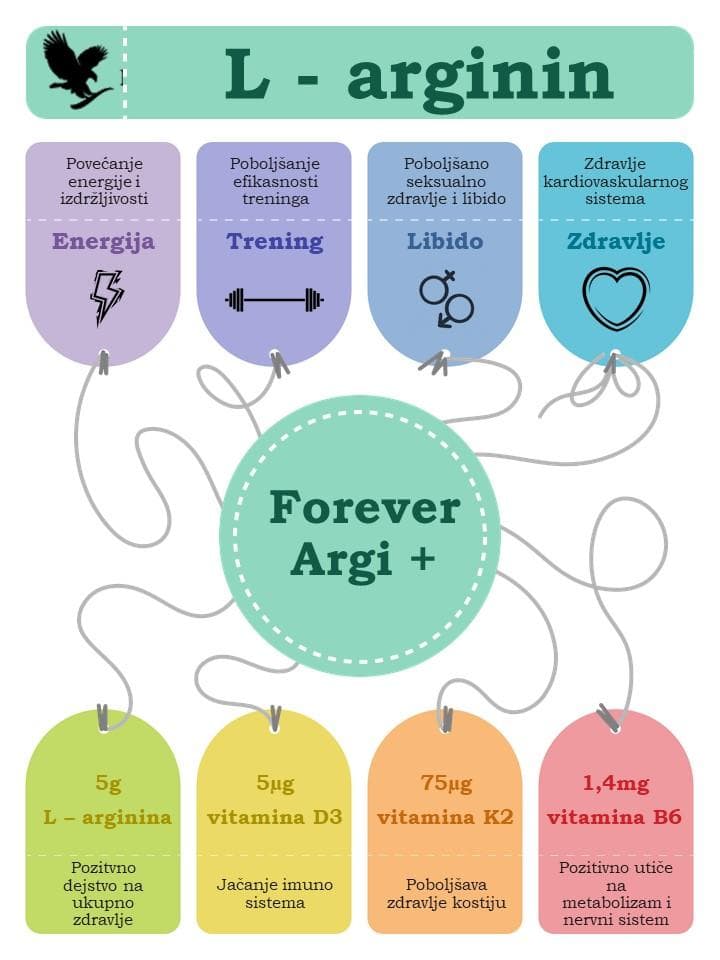 L - arginin
Povećanje
energije i
izdržljivosti
Energija
Poboljšanje
efikasnosti
treninga
Trening
Poboljšano
seksualno
zdravlje i libido
Libido
Zdravlje
kardiovaskularnog
sistema
Zdravlje
Forever
Argi +
5g
L – arginina
Pozitvno
dejstvo na
ukupno
zdravlje
5µg
vitamina D3
Jačanje imuno
sistema
75µg
vitamina K2
Poboljšava
zdravlje kostiju
1,4mg
vitamina B6
Pozitivno utiče
na
metabolizam i
nervni sistem